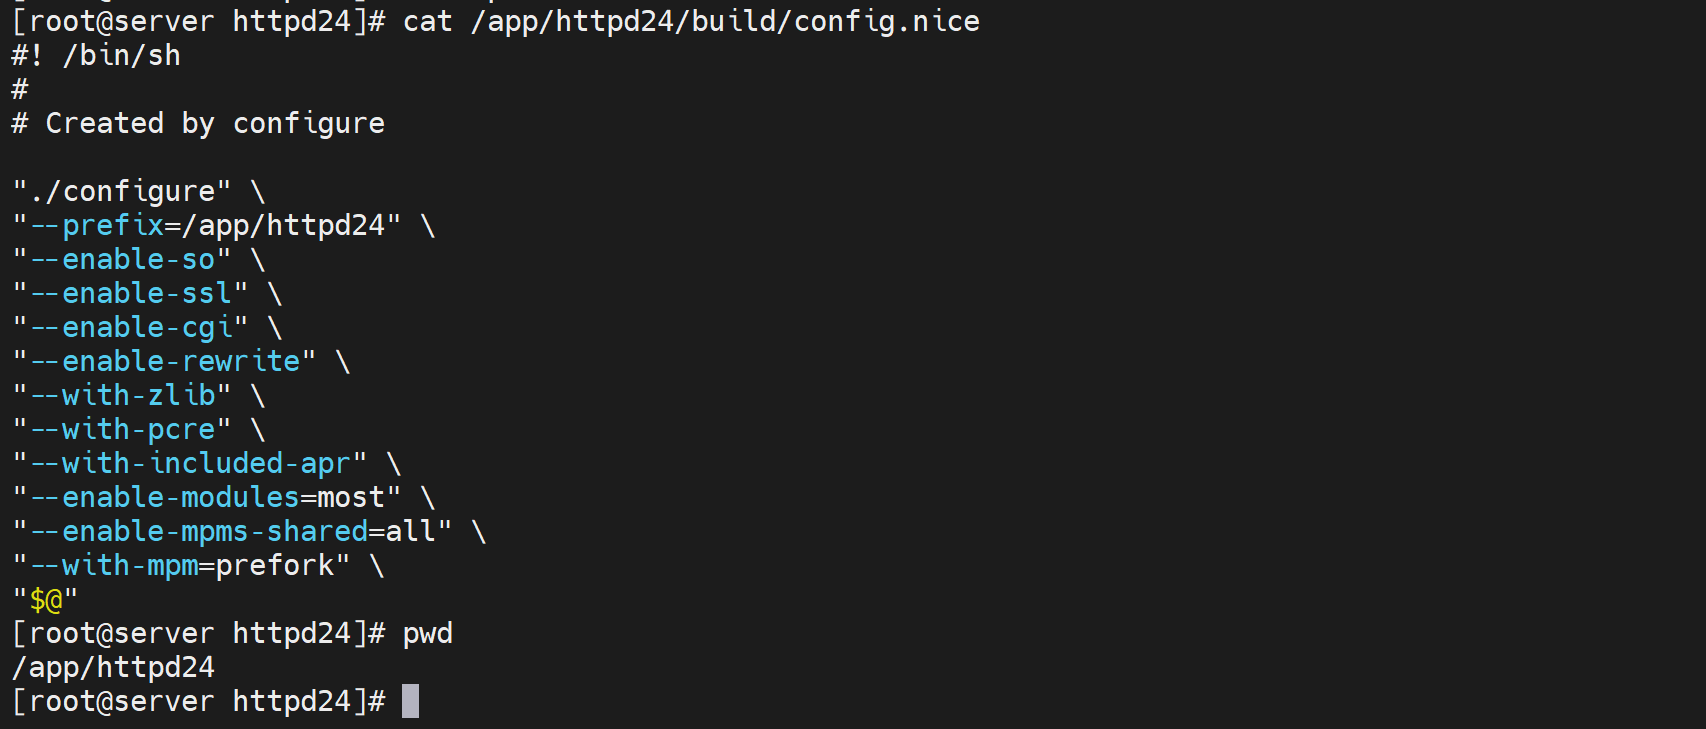 [root@server httpd24]# cat /app/httpd24/build/config.nice
#! /bin/sh
#
# Created by configure
"./configure" \
"--prefix=/app/httpd24" \
"--enable-so" \
"--enable-ssl" \
"--enable-cgi" \
"--enable-rewrite" \
"--with-zlib" \
"--with-pcre" \
"--with-included-apr" \
"--enable-modules=most" \
"--enable-mpms-shared=all" \
"--with-mpm=prefork" \
"$@"
[root@server httpd24]# pwd
/app/httpd24
[root@server httpd24]#